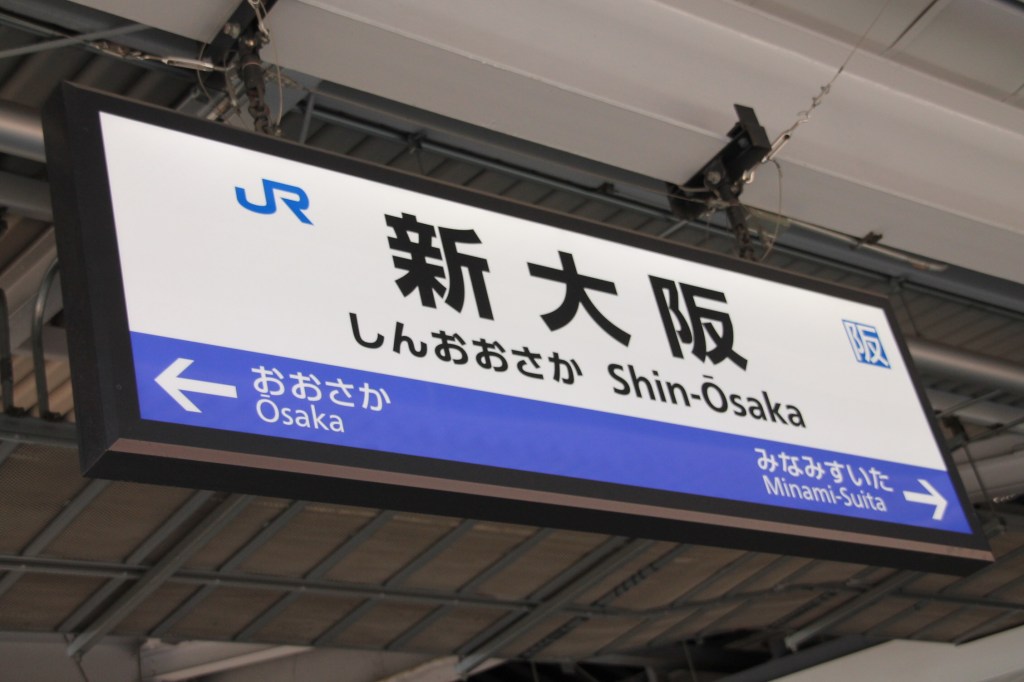 JR
新大阪
阪
しんおおさか Shin-Ōsaka
← おおさか
Ōsaka
みなみすいた →
Minami-Suita